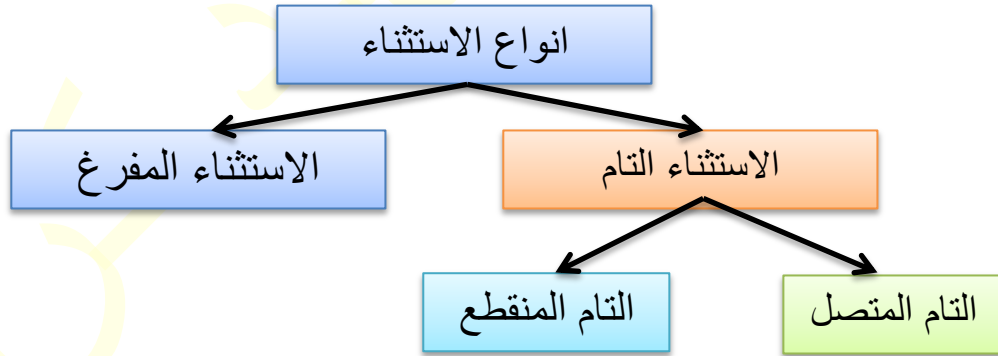 انواع الاستثناء
الاستثناء التام
الاستثناء المفرغ
التام المتصل
التام المنقطع